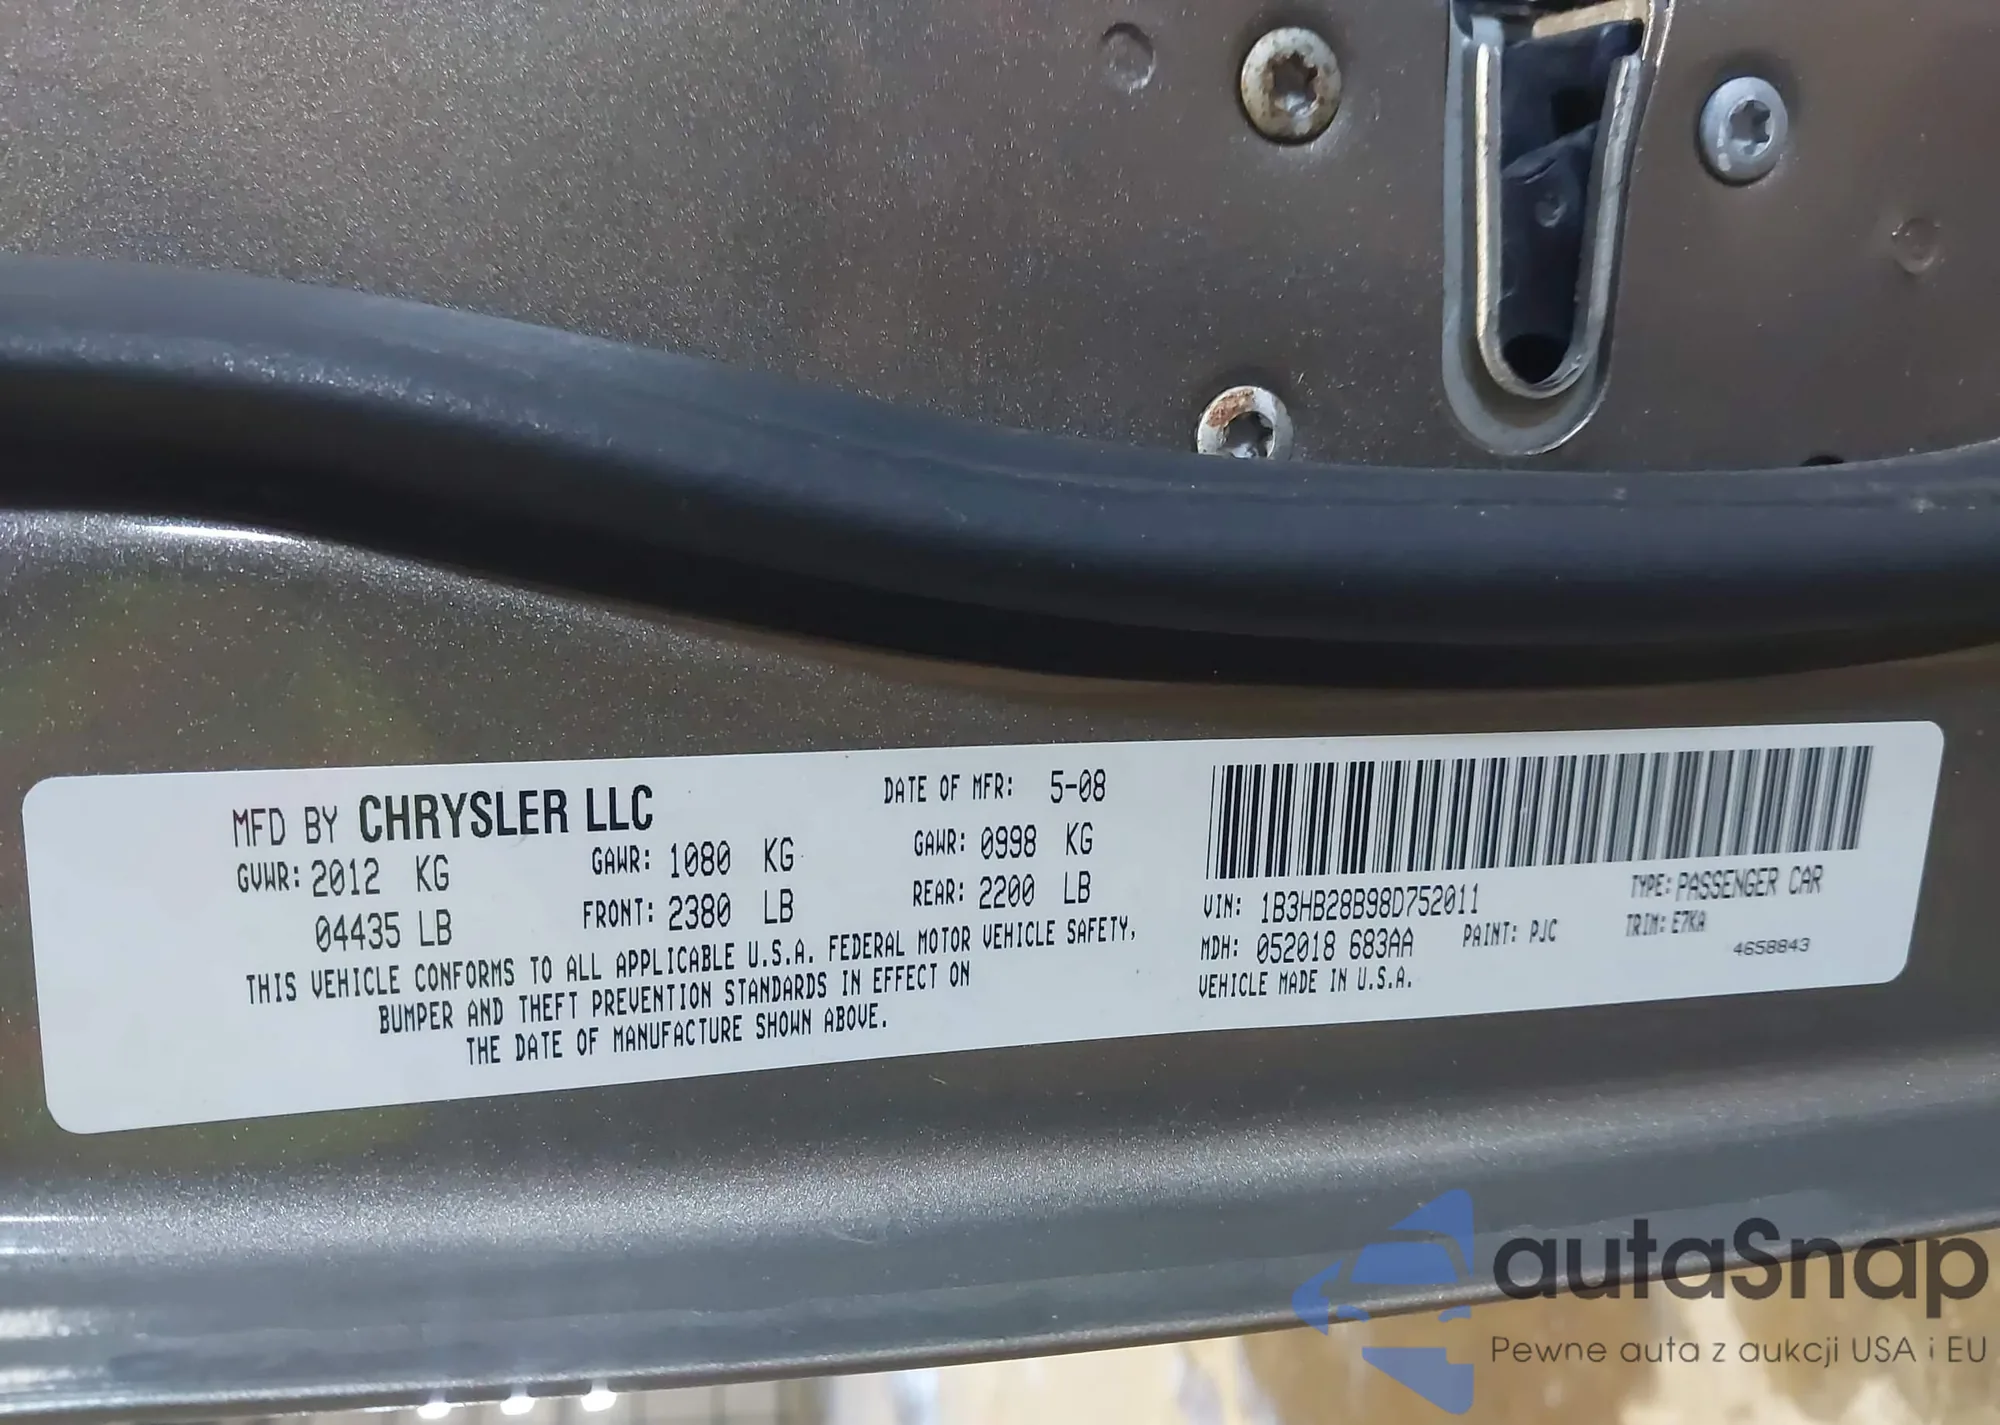 MFD BY CHRYSLER LLC
DATE OF MFR: 5-08
GVWR: 2012 KG
GAWR: 1080 KG
GAWR: 0998 KG
04435 LB
FRONT: 2380 LB
REAR: 2200 LB
THIS VEHICLE CONFORMS TO ALL APPLICABLE U.S.A. FEDERAL MOTOR VEHICLE SAFETY,
BUMPER AND THEFT PREVENTION STANDARDS IN EFFECT ON
THE DATE OF MANUFACTURE SHOWN ABOVE.
VIN: 1B3HB28B98D752011
TYPE: PASSENGER CAR
MDH: 052018 683AA
PAINT: PJC
TRIM: E7KA
VEHICLE MADE IN U.S.A.
4658843
autaSnap
Pewne auta z aukcji USA i EU